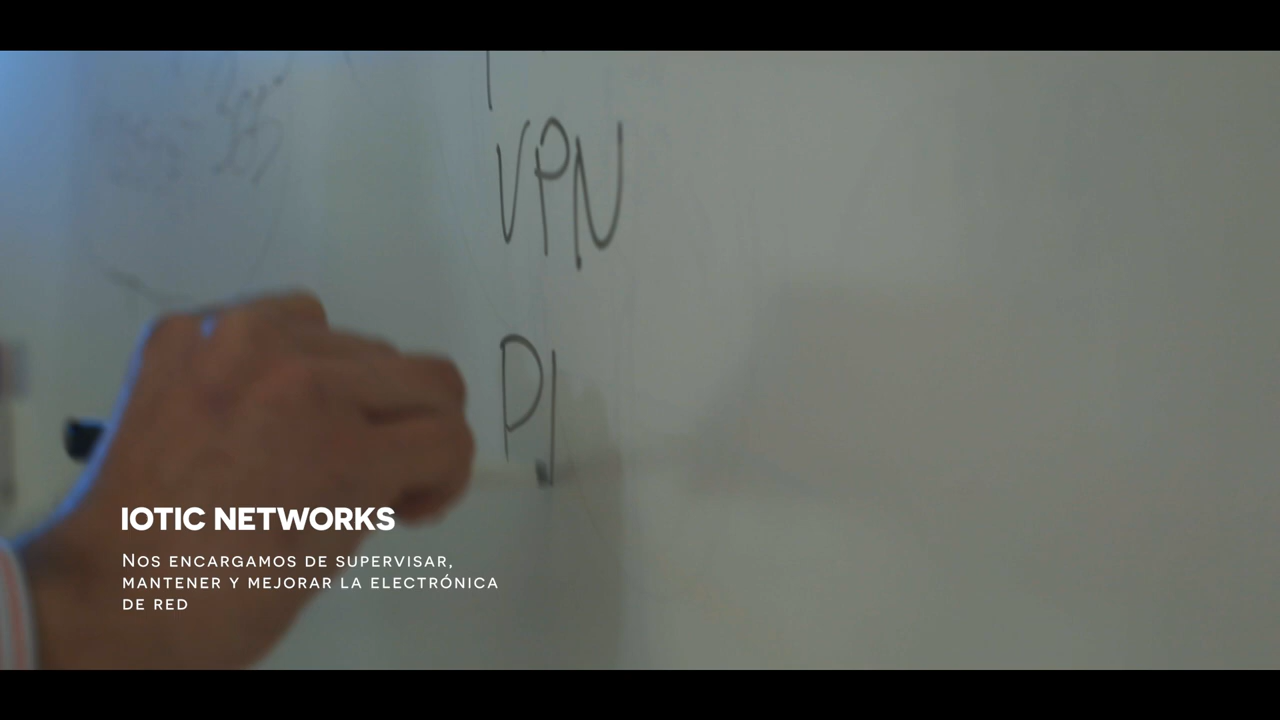 VPN
IOTIC NETWORKS
Nos encargamos de supervisar,
mantener y mejorar la electrónica
de red